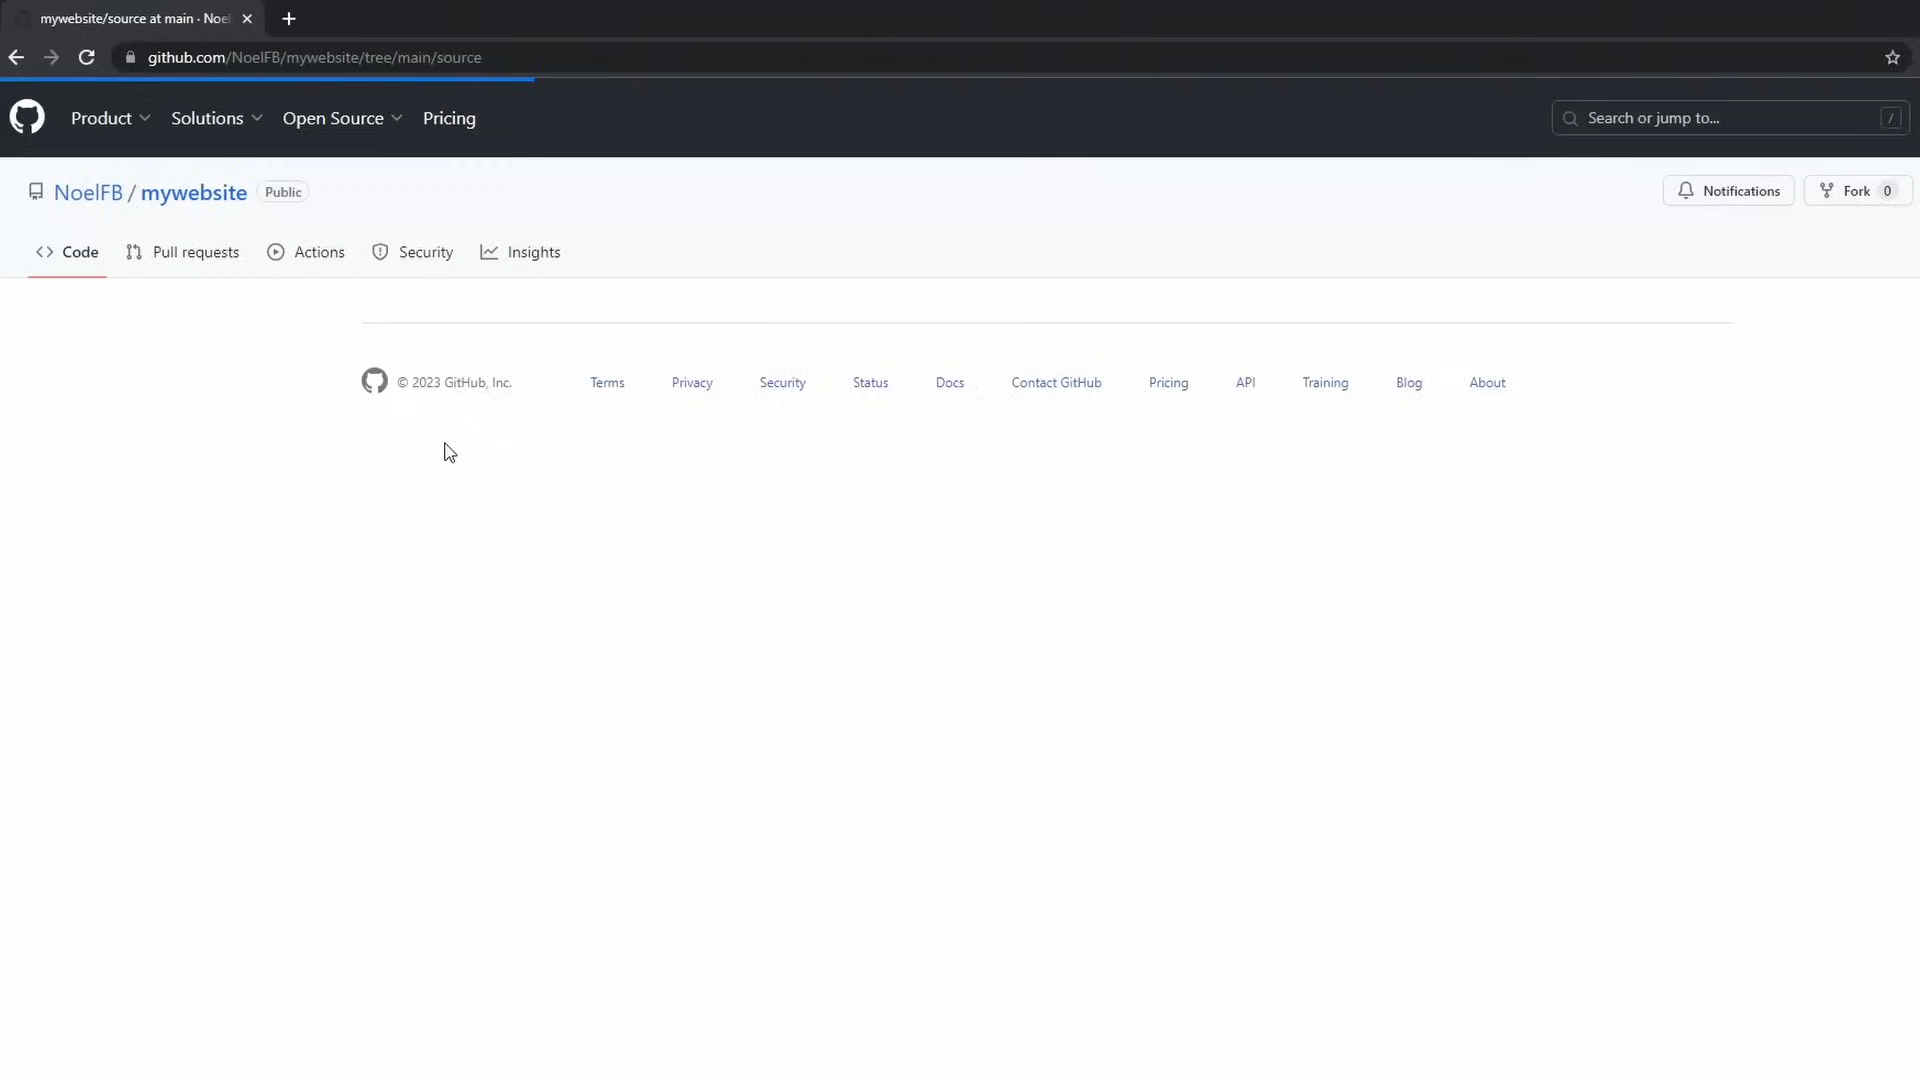 mywebsite/source at main · Noel
github.com/NoelFB/mywebsite/tree/main/source
Product Solutions Open Source Pricing Search or jump to... /
NoelFB / mywebsite Public Notifications Fork 0
Code Pull requests Actions Security Insights
© 2023 GitHub, Inc. Terms Privacy Security Status Docs Contact GitHub Pricing API Training Blog About